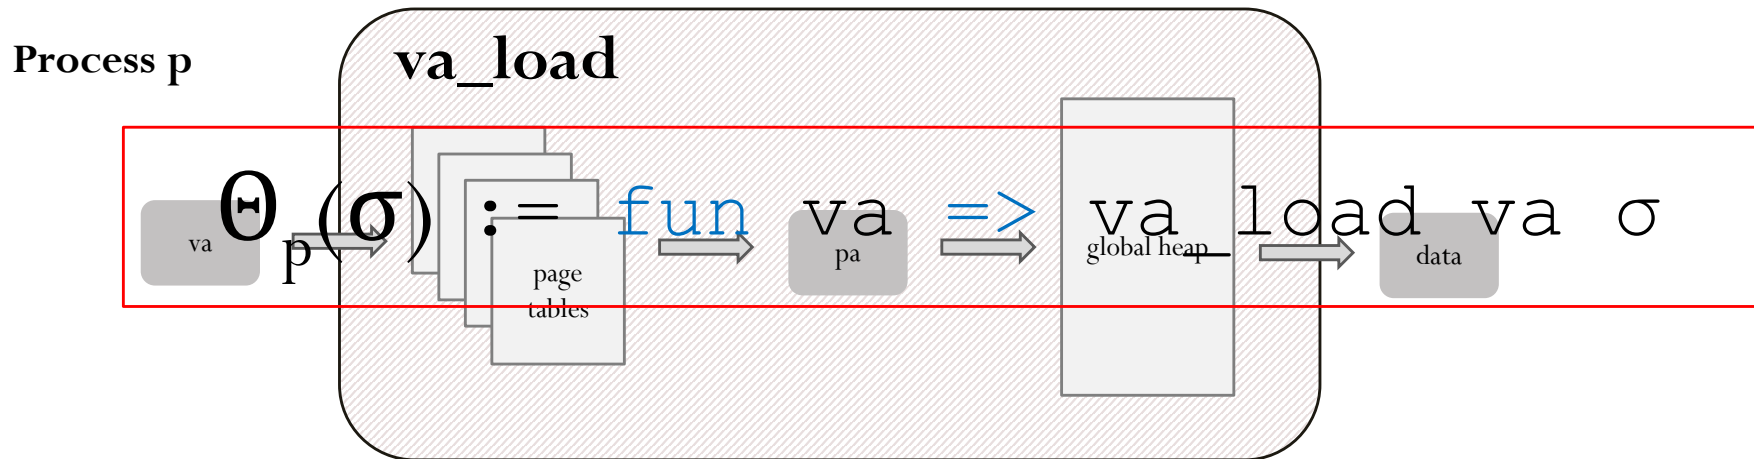 Process p
va_load
Θp(σ) := fun va => va_load va σ
va
page
tables
pa
global heap
data